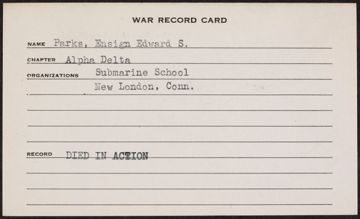 WAR RECORD CARD
NAME Parks, Ensign Edward S.
CHAPTER Alpha Delta
ORGANIZATIONS Submarine School
New London, Conn.
RECORD DIED IN ACTION